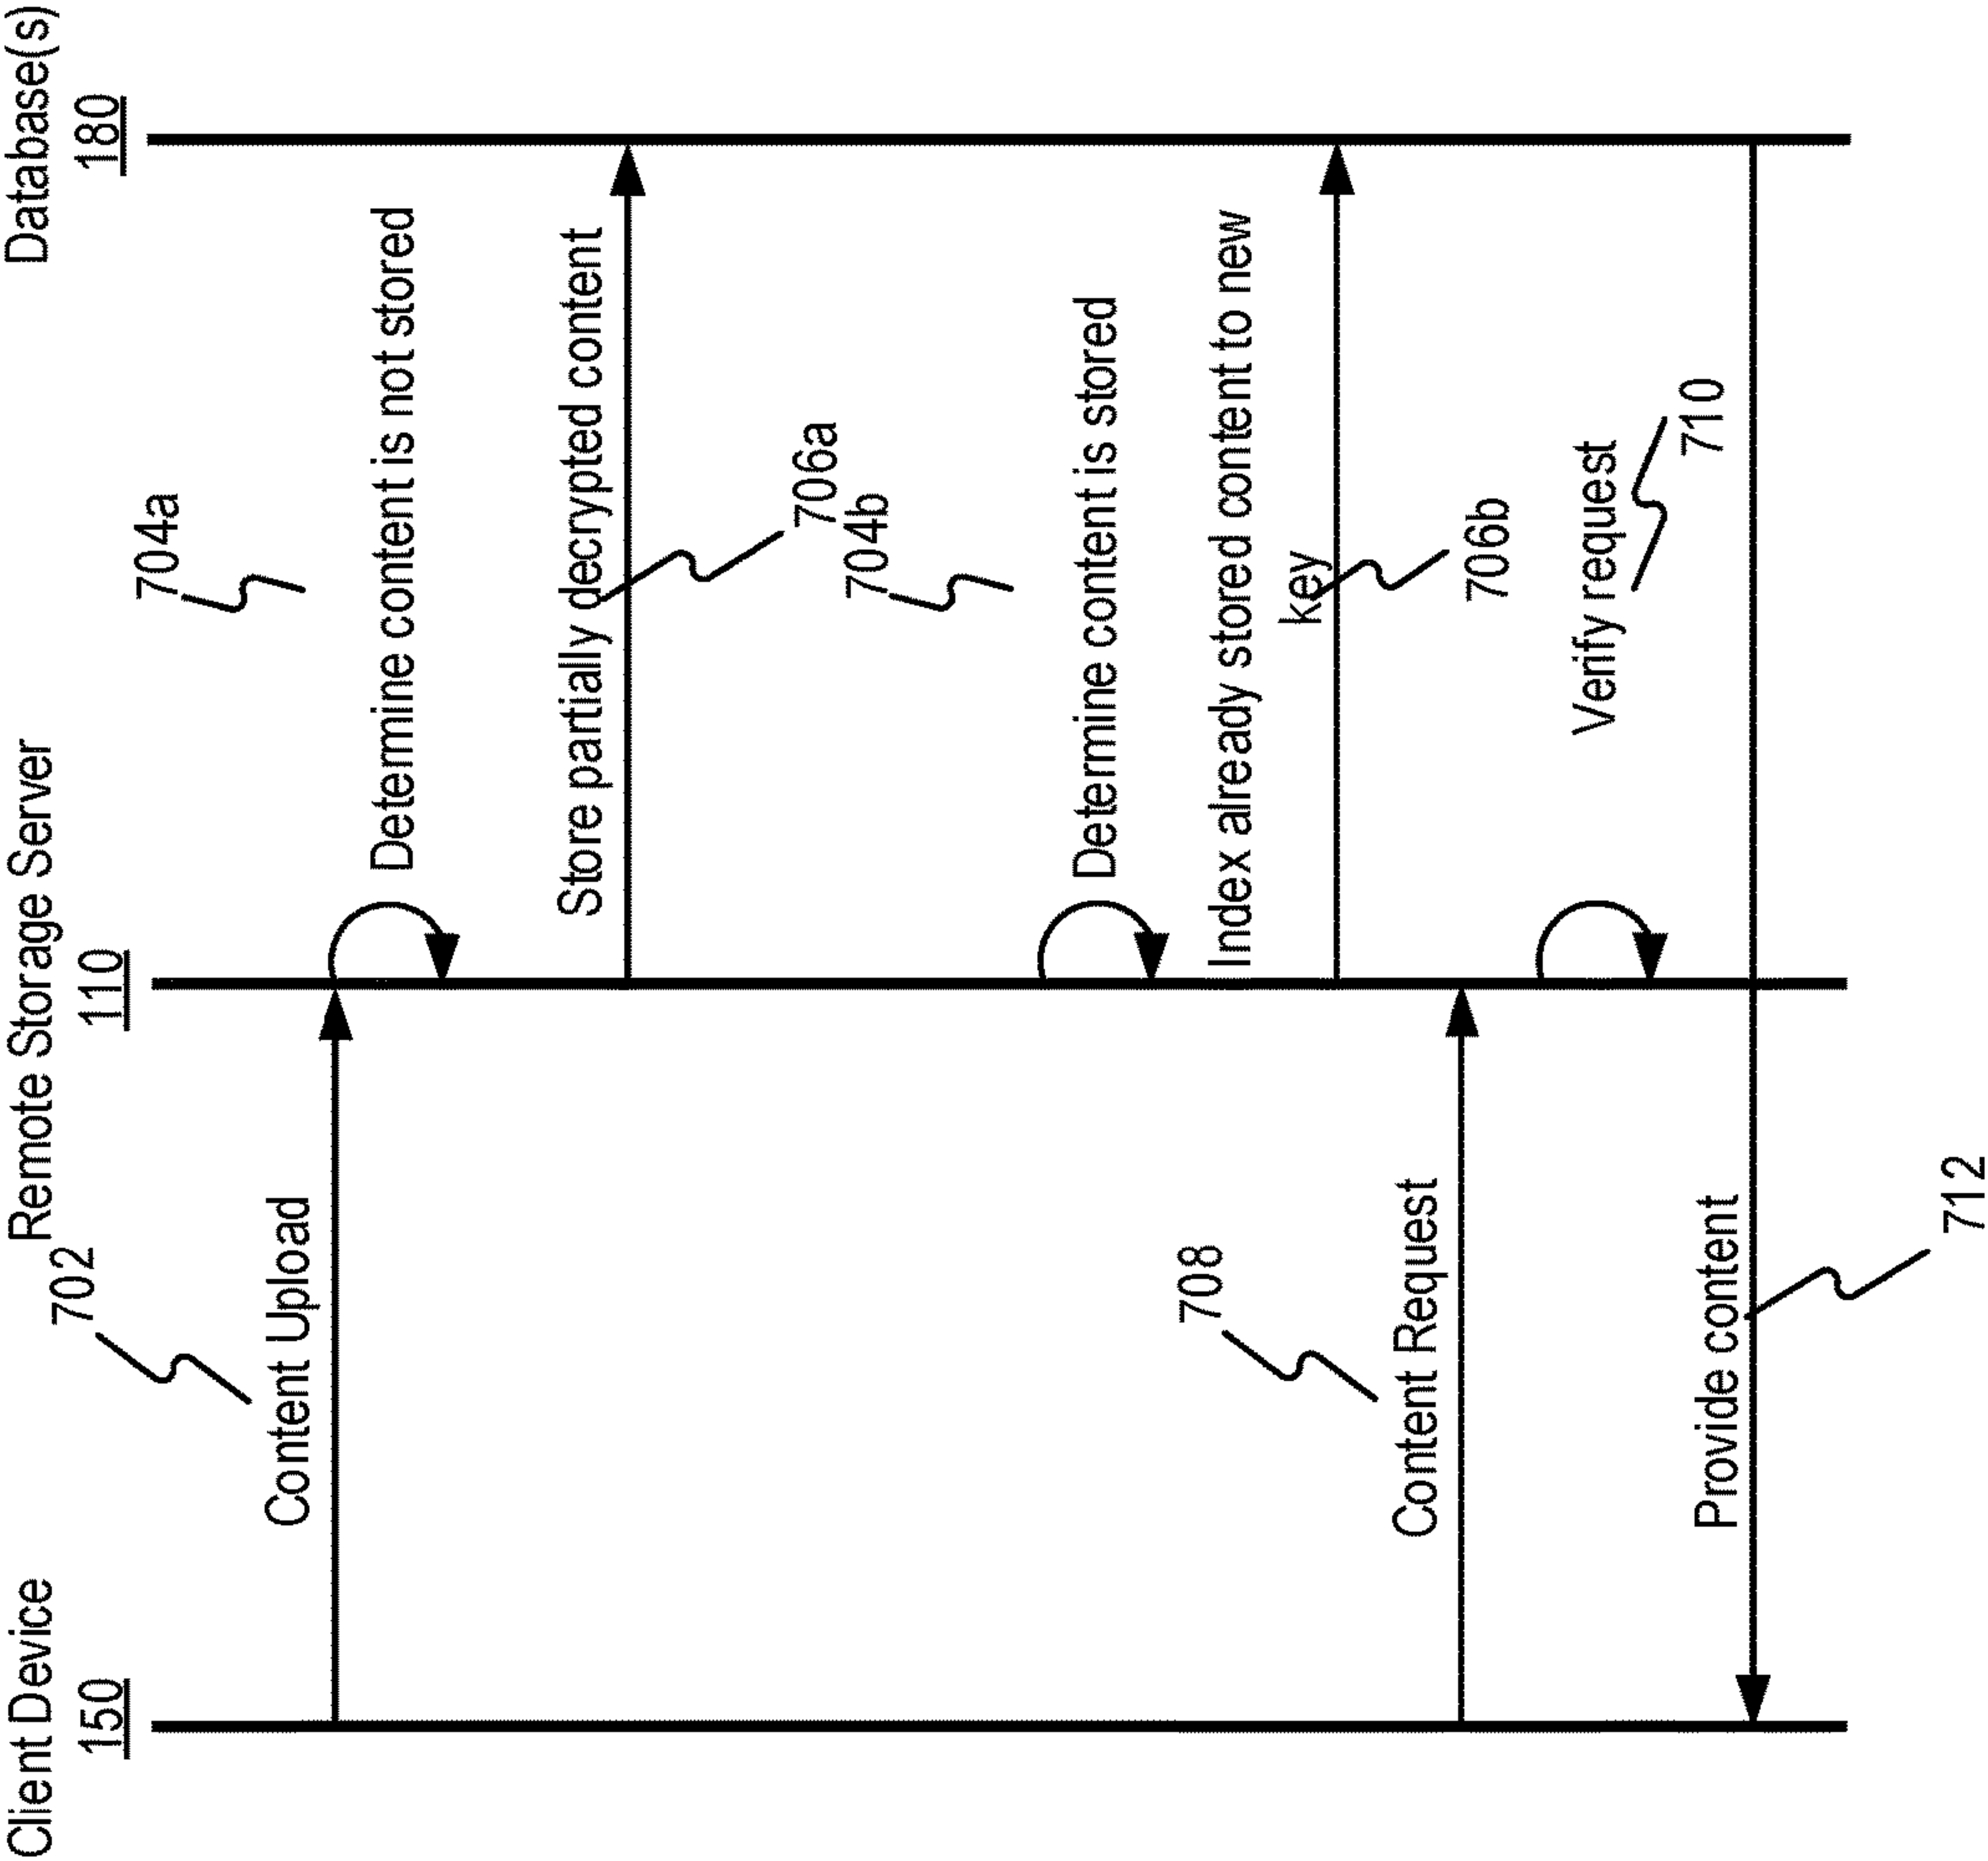 Client Device
150
Remote Storage Server
110
Database(s)
180
702
Content Upload
704a
Determine content is not stored
Store partially decrypted content
706a
704b
Determine content is stored
Index already stored content to new
key
706b
708
Content Request
Verify request
710
Provide content
712